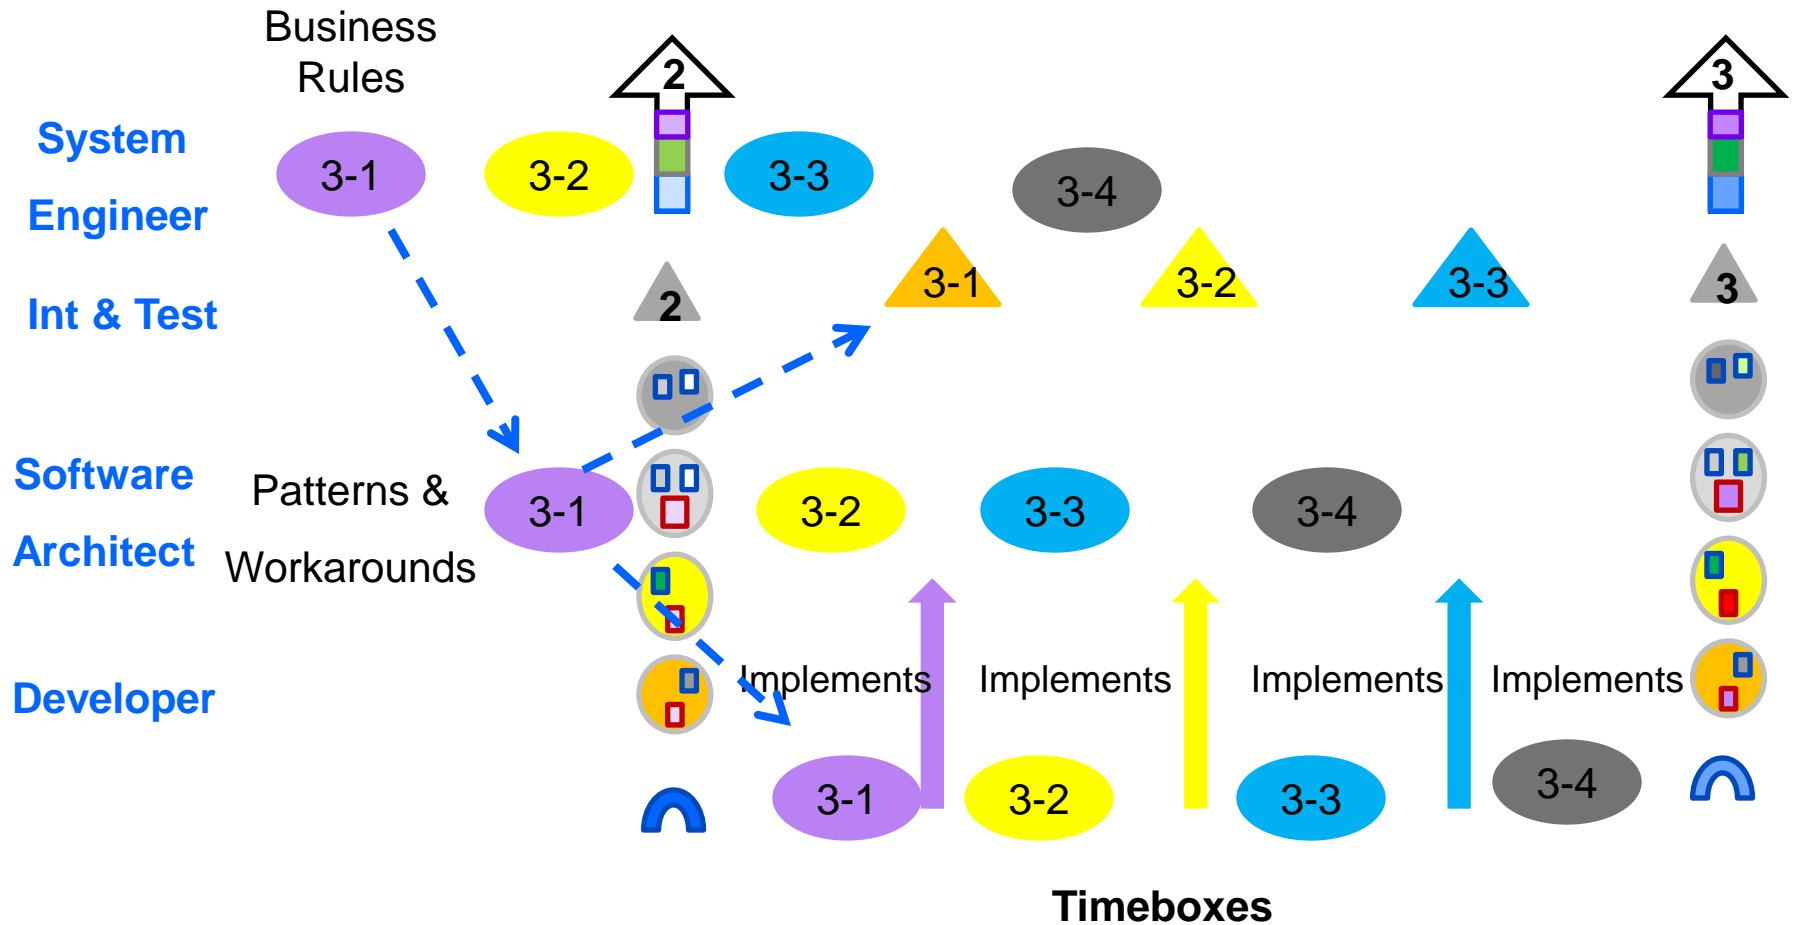 Business
Rules
2
3
System
Engineer
3-1
3-2
3-3
3-4
Int & Test
2
3-1
3-2
3-3
3
Software
Architect
Patterns &
Workarounds
3-1
3-2
3-3
3-4
Developer
Implements
Implements
Implements
Implements
3-1
3-2
3-3
3-4
Timeboxes